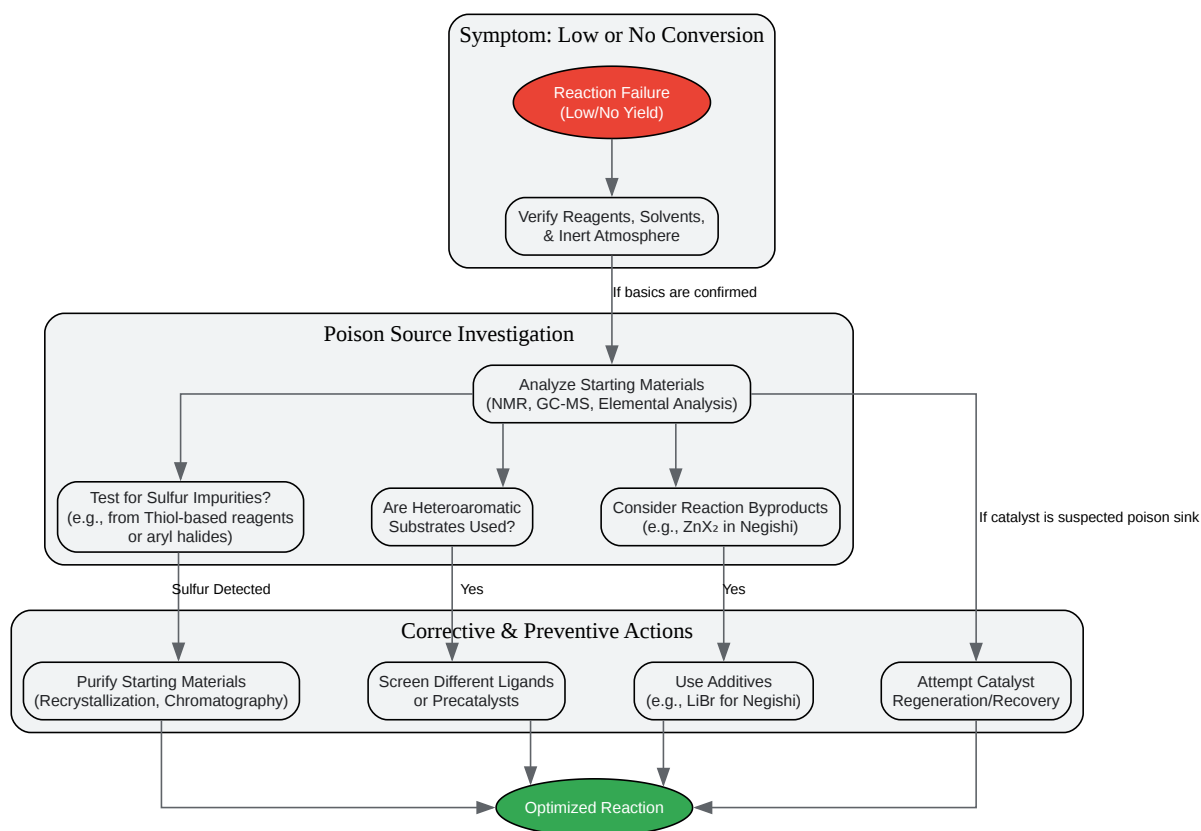 Symptom: Low or No Conversion
Reaction Failure
(Low/No Yield)
Verify Reagents, Solvents,
& Inert Atmosphere
If basics are confirmed
Poison Source Investigation
Analyze Starting Materials
(NMR, GC-MS, Elemental Analysis)
Test for Sulfur Impurities?
(e.g., from Thiol-based reagents
or aryl halides)
Are Heteroaromatic
Substrates Used?
Consider Reaction Byproducts
(e.g., ZnX₂ in Negishi)
If catalyst is suspected poison sink
Sulfur Detected
Yes
Yes
Corrective & Preventive Actions
Purify Starting Materials
(Recrystallization, Chromatography)
Screen Different Ligands
or Precatalysts
Use Additives
(e.g., LiBr for Negishi)
Attempt Catalyst
Regeneration/Recovery
Optimized Reaction